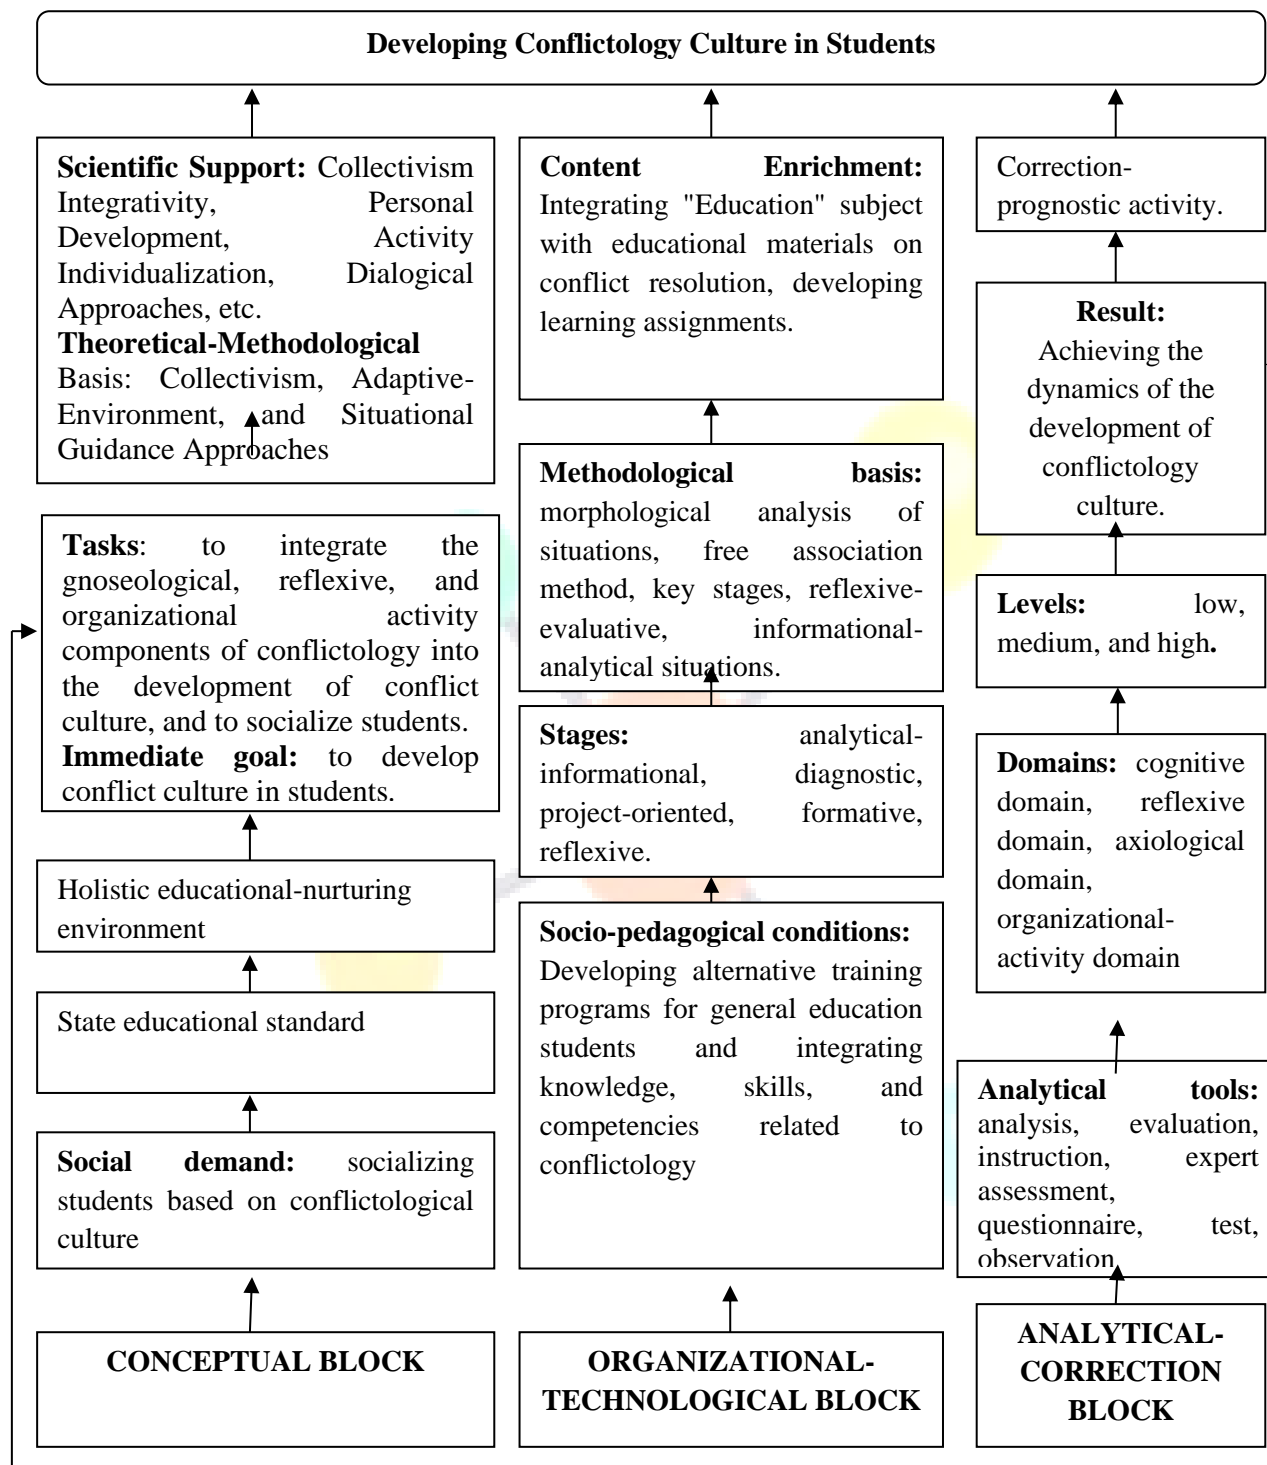 Developing Conflictology Culture in Students
Scientific Support: Collectivism
Integrativity, Personal
Development, Activity
Individualization, Dialogical
Approaches, etc.
Theoretical-Methodological
Basis: Collectivism, Adaptive-
Environment, and Situational
Guidance Approaches
Tasks: to integrate the
gnoseological, reflexive, and
organizational activity
components of conflictology into
the development of conflict
culture, and to socialize students.
Immediate goal: to develop
conflict culture in students.
Holistic educational-nurturing
environment
State educational standard
Social demand: socializing
students based on conflictological
culture
CONCEPTUAL BLOCK
Content Enrichment:
Integrating "Education" subject
with educational materials on
conflict resolution, developing
learning assignments.
Methodological basis:
morphological analysis of
situations, free association
method, key stages, reflexive-
evaluative, informational-
analytical situations.
Stages: analytical-
informational, diagnostic,
project-oriented, formative,
reflexive.
Socio-pedagogical conditions:
Developing alternative training
programs for general education
students and integrating
knowledge, skills, and
competencies related to
conflictology
ORGANIZATIONAL-
TECHNOLOGICAL BLOCK
Correction-
prognostic activity.
Result:
Achieving the
dynamics of the
development of
conflictology
culture.
Levels: low,
medium, and high.
Domains: cognitive
domain, reflexive
domain, axiological
domain,
organizational-
activity domain
Analytical tools:
analysis, evaluation,
instruction, expert
assessment,
questionnaire, test,
observation
ANALYTICAL-
CORRECTION
BLOCK